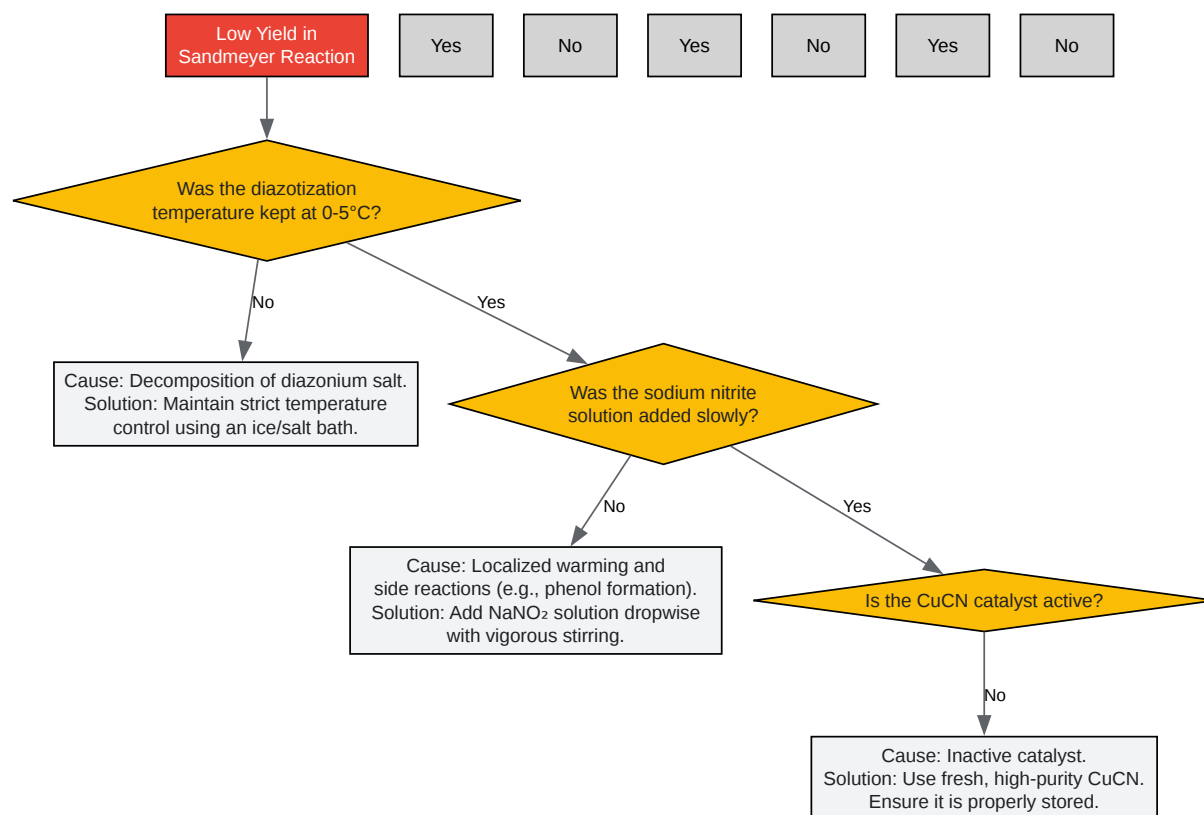 Low Yield in
Sandmeyer Reaction
Yes
No
Yes
No
Yes
No
Was the diazotization
temperature kept at 0-5°C?
No
Yes
Cause: Decomposition of diazonium salt.
Solution: Maintain strict temperature
control using an ice/salt bath.
Was the sodium nitrite
solution added slowly?
No
Yes
Cause: Localized warming and
side reactions (e.g., phenol formation).
Solution: Add NaNO₂ solution dropwise
with vigorous stirring.
Is the CuCN catalyst active?
No
Cause: Inactive catalyst.
Solution: Use fresh, high-purity CuCN.
Ensure it is properly stored.